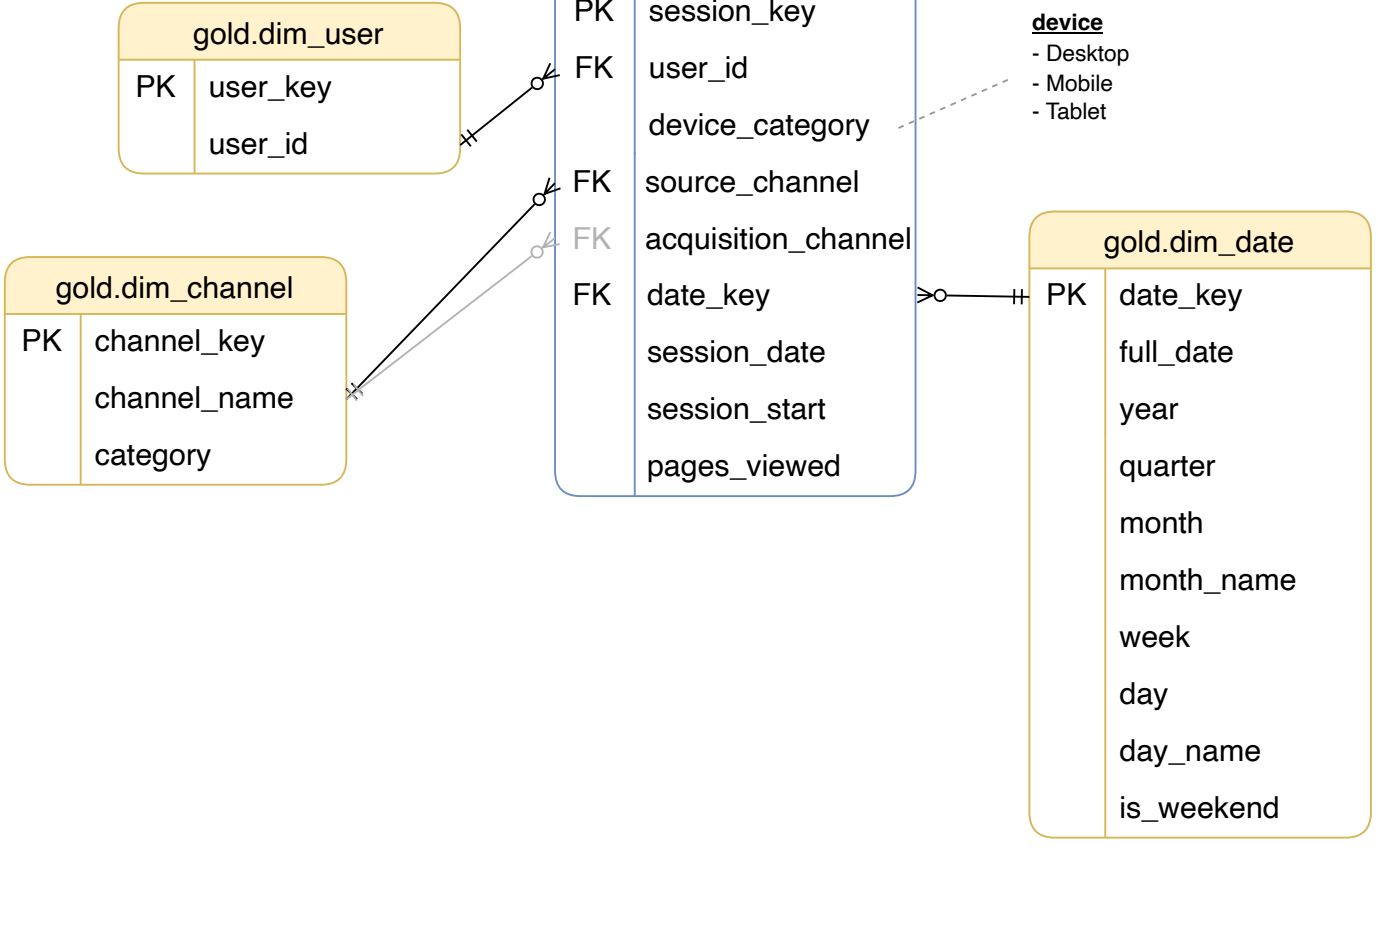 gold.dim_user
PK user_key
user_id
gold.dim_channel
PK channel_key
channel_name
category
PK session_key
FK user_id
device_category
FK source_channel
FK acquisition_channel
FK date_key
session_date
session_start
pages_viewed
device
- Desktop
- Mobile
- Tablet
gold.dim_date
PK date_key
full_date
year
quarter
month
month_name
week
day
day_name
is_weekend